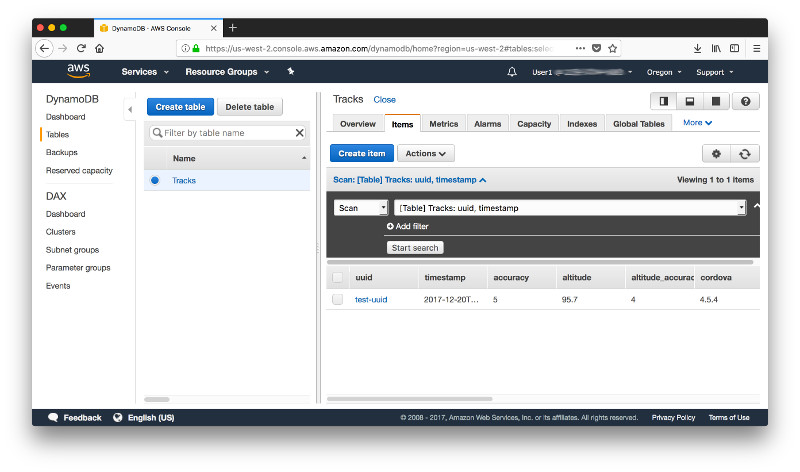 DynamoDB - AWS Console
https://us-west-2.console.aws.amazon.com/dynamodb/home?region=us-west-2#tables:selec
aws Services Resource Groups User1 Oregon Support
DynamoDB
Dashboard
Tables
Backups
Reserved capacity
DAX
Dashboard
Clusters
Subnet groups
Parameter groups
Events
Create table Delete table
Filter by table name
Name
Tracks
Tracks Close
Overview Items Metrics Alarms Capacity Indexes Global Tables More
Create item Actions
Scan: [Table] Tracks: uuid, timestamp Viewing 1 to 1 items
Scan [Table] Tracks: uuid, timestamp
Add filter
Start search
uuid timestamp accuracy altitude altitude_accurac cordova
test-uuid 2017-12-20T... 5 95.7 4 4.5.4
Feedback English (US) © 2008 - 2017, Amazon Web Services, Inc. or its affiliates. All rights reserved. Privacy Policy Terms of Use